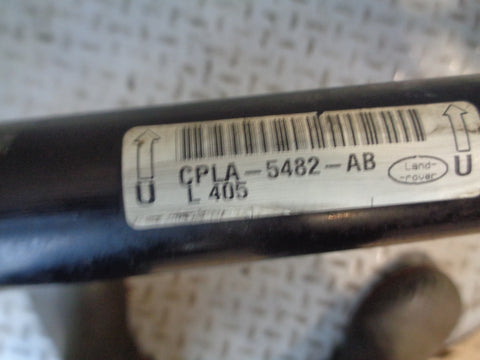 CPLA-5482-AB
L 405
U
Land-
-rover
U